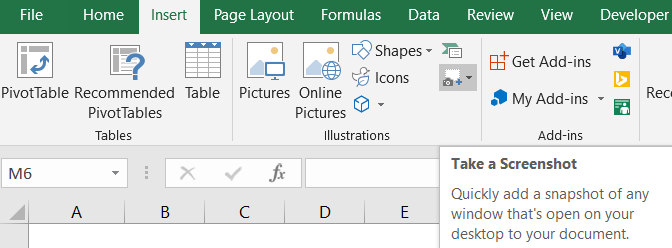 File Home Insert Page Layout Formulas Data Review View Developer
PivotTable Recommended PivotTables Table
Pictures Online Pictures
Shapes
Icons
Get Add-ins
My Add-ins
Tables Illustrations Add-ins
M6 fx
Take a Screenshot
Quickly add a snapshot of any
window that's open on your
desktop to your document.
A B C D E